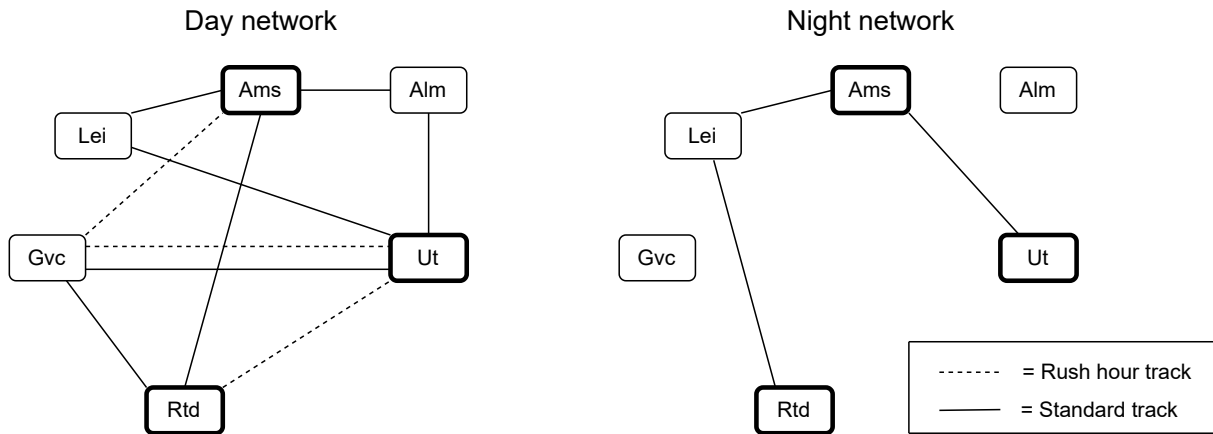 Day network
Ams
Alm
Lei
Gvc
Ut
Rtd
Night network
Ams
Alm
Lei
Gvc
Ut
Rtd
= Rush hour track
= Standard track